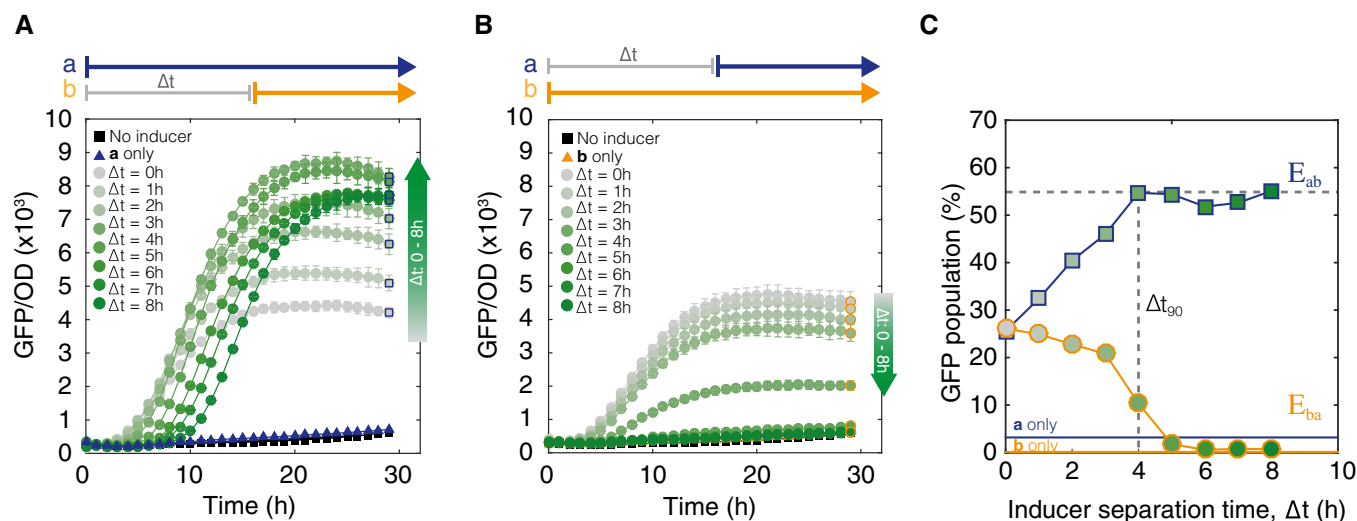 A
a
Δt
b
GFP/OD (x10³)
10
9
8
7
6
5
4
3
2
1
0
No inducer
a only
Δt = 0h
Δt = 1h
Δt = 2h
Δt = 3h
Δt = 4h
Δt = 5h
Δt = 6h
Δt = 7h
Δt = 8h
Δt: 0 - 8h
0 10 20 30
Time (h)
B
a
Δt
b
GFP/OD (x10³)
10
9
8
7
6
5
4
3
2
1
0
No inducer
b only
Δt = 0h
Δt = 1h
Δt = 2h
Δt = 3h
Δt = 4h
Δt = 5h
Δt = 6h
Δt = 7h
Δt = 8h
Δt: 0 - 8h
0 10 20 30
Time (h)
C
GFP population (%)
70
60
50
40
30
20
10
0
E_ab
Δt₉₀
E_ba
a only
b only
0 2 4 6 8 10
Inducer separation time, Δt (h)